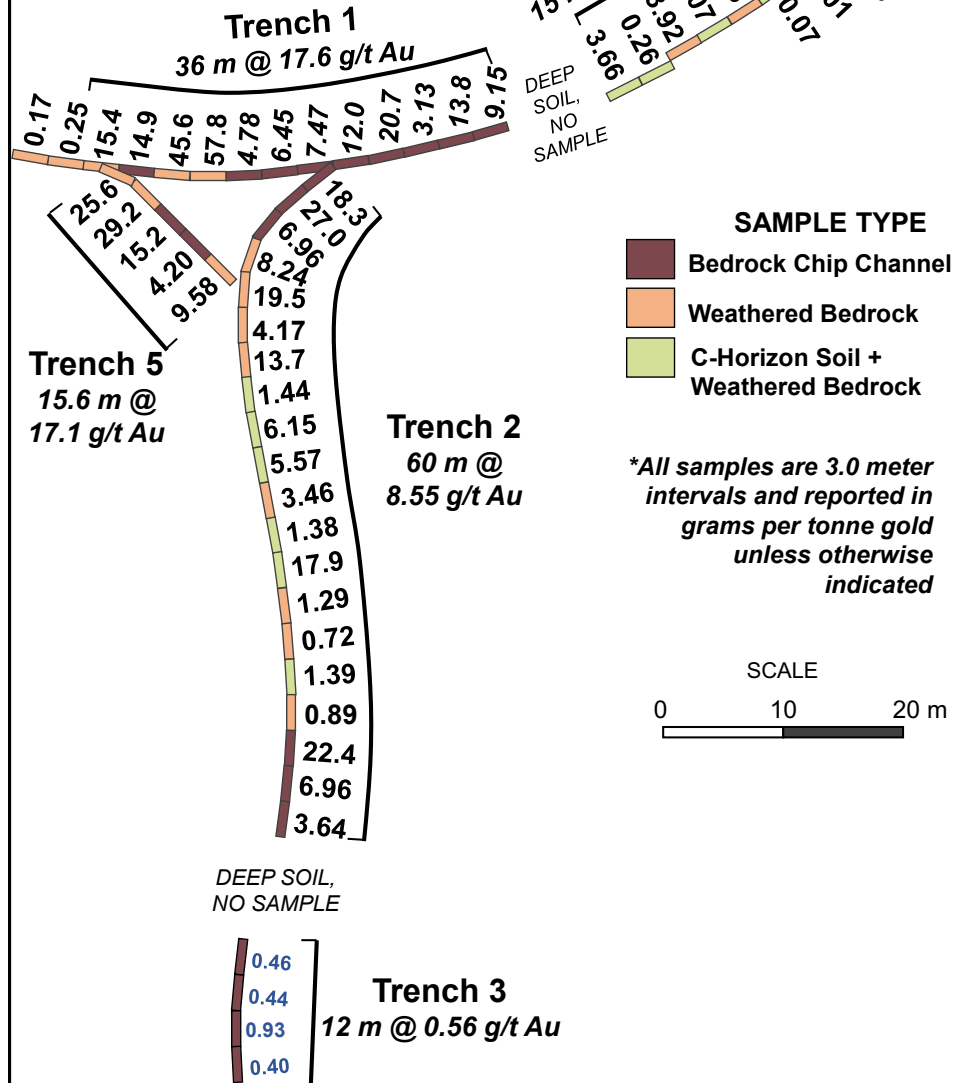 Trench 1
36 m @ 17.6 g/t Au
0.17
0.25
15.4
14.9
45.6
57.8
4.78
6.45
7.47
12.0
20.7
3.13
13.8
9.15
DEEP
SOIL,
NO
SAMPLE
3.66
0.26
0.07
25.6
29.2
15.2
4.20
9.58
Trench 5
15.6 m @
17.1 g/t Au
18.3
27.0
6.96
8.24
19.5
4.17
13.7
1.44
6.15
5.57
3.46
1.38
17.9
1.29
0.72
1.39
0.89
22.4
6.96
3.64
Trench 2
60 m @
8.55 g/t Au
SAMPLE TYPE
Bedrock Chip Channel
Weathered Bedrock
C-Horizon Soil +
Weathered Bedrock
*All samples are 3.0 meter
intervals and reported in
grams per tonne gold
unless otherwise
indicated
SCALE
0 10 20 m
DEEP SOIL,
NO SAMPLE
0.46
0.44
0.93
0.40
Trench 3
12 m @ 0.56 g/t Au